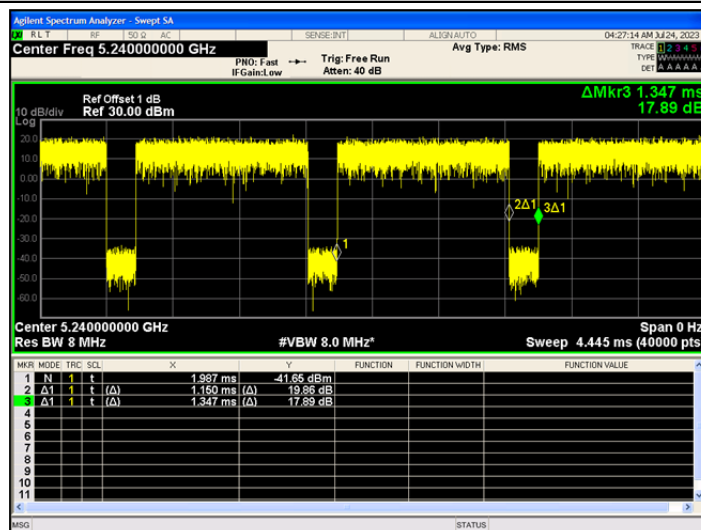 Agilent Spectrum Analyzer - Swept SA
RLT RF 50 Ω AC SENSE:INT ALIGNAUTO 04:27:14 AM Jul 24, 2023
Center Freq 5.240000000 GHz
PNO: Fast
IFGain:Low
Trig: Free Run
Atten: 40 dB
Avg Type: RMS
TRACE 1 2 3 4 5
TYPE
DET A A A A A
Ref Offset 1 dB
10 dB/div Ref 30.00 dBm
Log
ΔMkr3 1.347 ms
17.89 dB
20.0
10.0
0.00
-10.0
-20.0
-30.0
-40.0
-50.0
-60.0
1
2Δ1
3Δ1
Center 5.240000000 GHz Span 0 Hz
Res BW 8 MHz #VBW 8.0 MHz* Sweep 4.445 ms (40000 pts
MKR MODE TRC SCL X Y FUNCTION FUNCTION WIDTH FUNCTION VALUE
1 N 1 t 1.987 ms -41.65 dBm
2 Δ1 1 t (Δ) 1.150 ms (Δ) 19.86 dB
3 Δ1 1 t (Δ) 1.347 ms (Δ) 17.89 dB
4
5
6
7
8
9
10
11
MSG STATUS